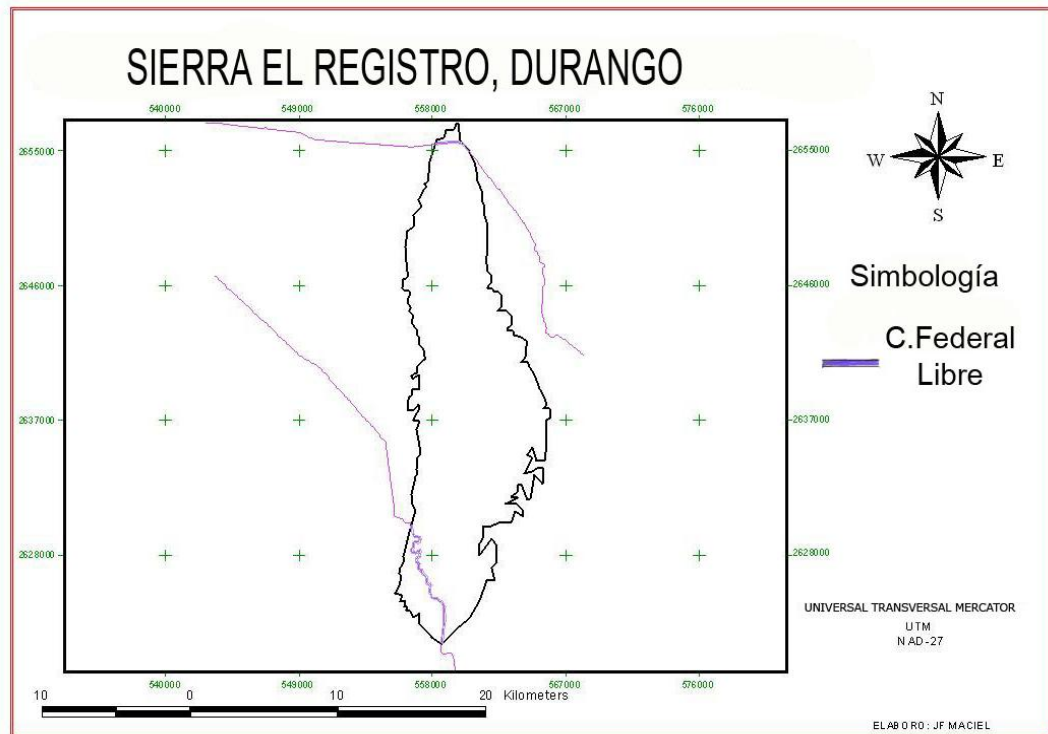 SIERRA EL REGISTRO, DURANGO
540000 549000 558000 567000 576000
N
W E
S
2655000 2655000
2646000 2646000
Simbología
C.Federal
Libre
2637000 2637000
2628000 2628000
UNIVERSAL TRANSVERSAL MERCATOR
UTM
NAD-27
540000 549000 558000 567000 576000
10 0 10 20 Kilometers
ELABORO: JF MACIEL